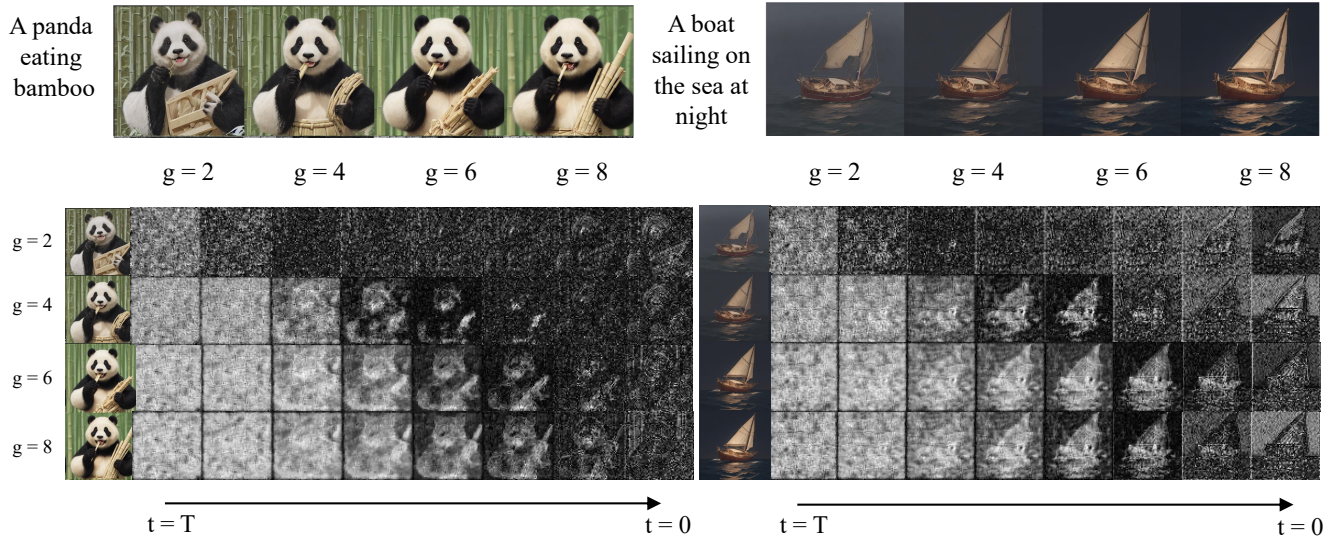 A panda
eating
bamboo
A boat
sailing on
the sea at
night
g = 2 g = 4 g = 6 g = 8
g = 2 g = 4 g = 6 g = 8
g = 2
g = 4
g = 6
g = 8
t = T t = 0
t = T t = 0